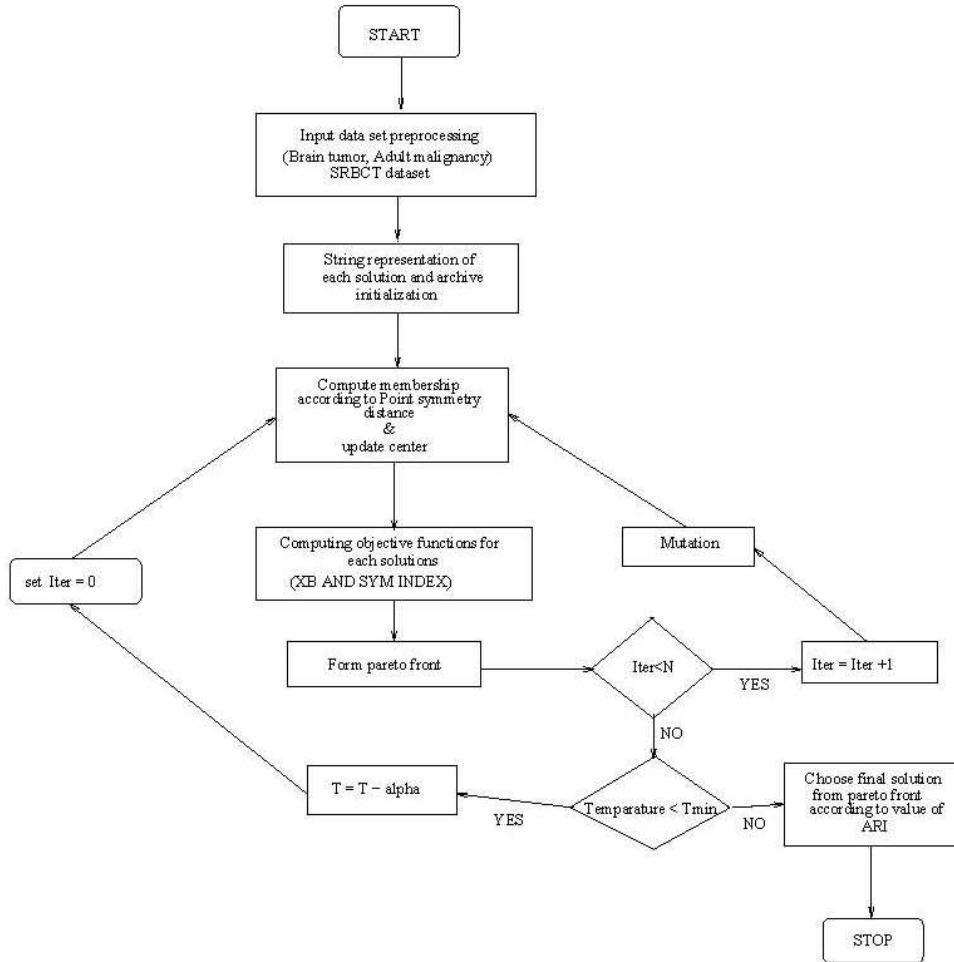 START
Input data set preprocessing
(Brain tumor, Adult malignancy)
SRBCT dataset
String representation of
each solution and archive
initialization
Compute membership
according to Point symmetry
distance
&
update center
Computing objective functions for
each solutions
(XB AND SYM INDEX)
Mutation
set Iter = 0
Form pareto front
Iter<N
YES
Iter = Iter +1
NO
T = T - alpha
YES
Temparature < Tmin
NO
Choose final solution
from pareto front
according to value of
ARI
STOP